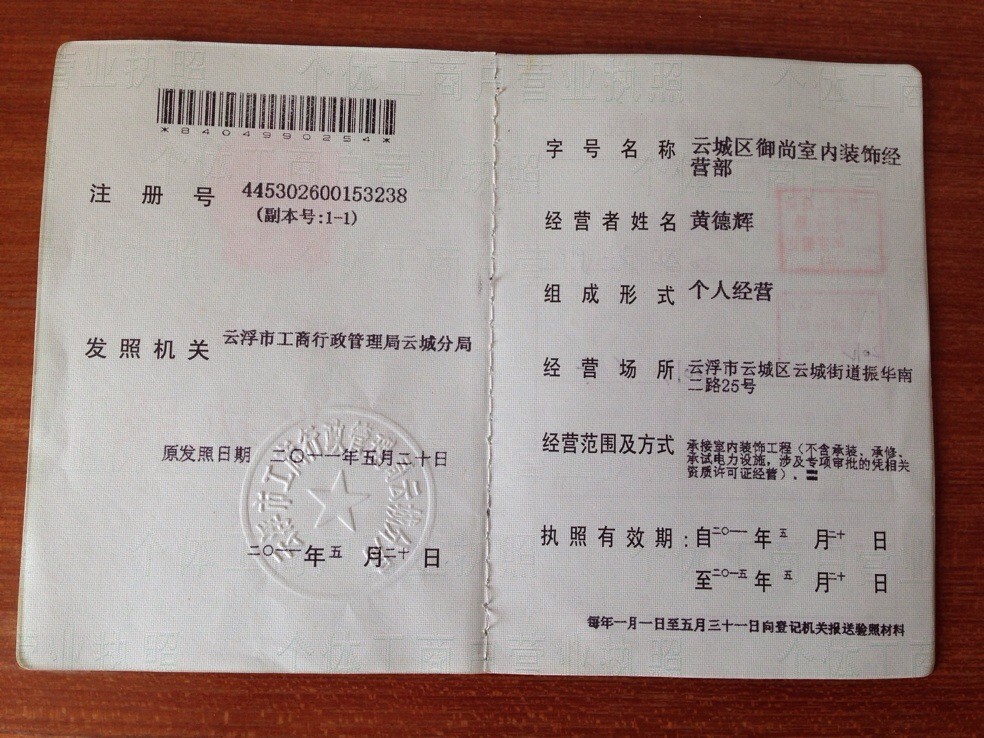 *8404990254*
注册号 445302600153238
(副本号:1-1)
发照机关 云浮市工商行政管理局云城分局
原发照日期 二〇一一年五月二十日
二〇一一年五月二十日
字号名称 云城区御尚室内装饰经
营部
经营者姓名 黄德辉
组成形式 个人经营
经营场所 云浮市云城区云城街道振华南
二路25号
经营范围及方式 承接室内装饰工程(不含承装、承修、
承试电力设施，涉及专项审批的凭相关
资质许可证经营)．〓
执照有效期:自二〇一一年五月二十日
至二〇一五年五月二十日
每年一月一日至五月三十一日向登记机关报送验照材料